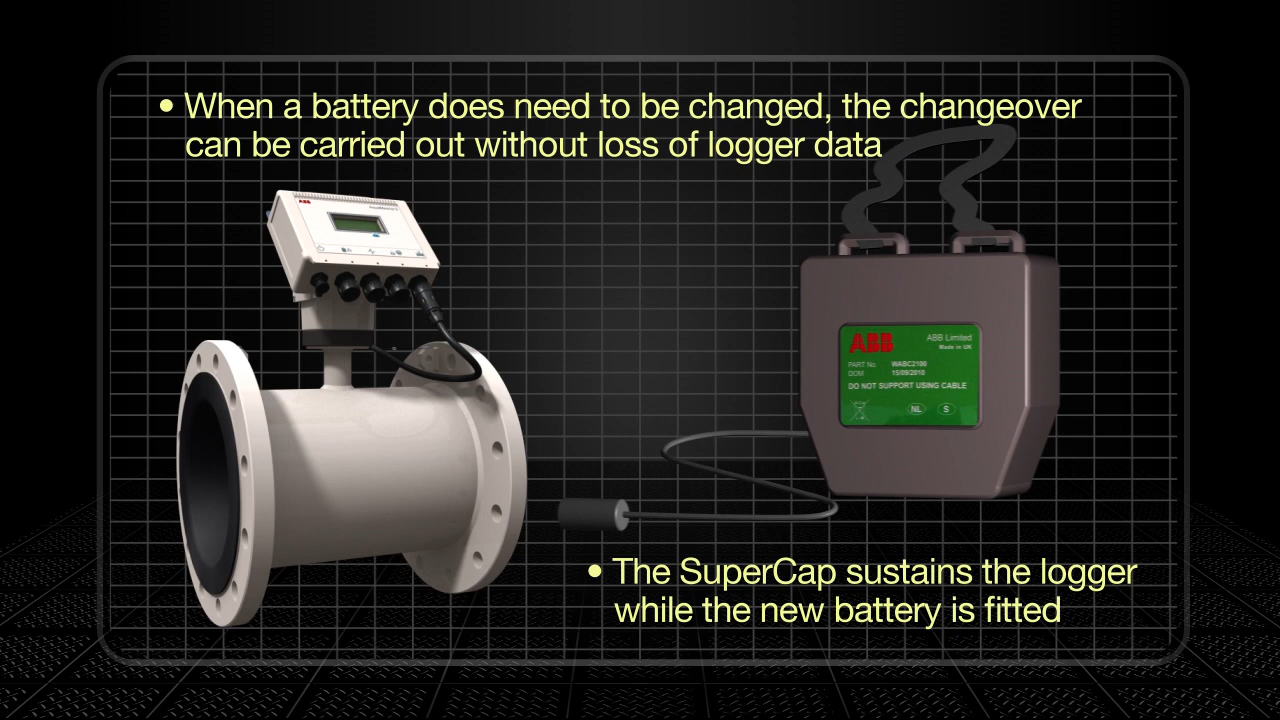 • When a battery does need to be changed, the changeover
can be carried out without loss of logger data
ABB
ABB
ABB Limited
Made in UK
PART No. WABC2100
DOM 15/09/2010
DO NOT SUPPORT USING CABLE
NL S
• The SuperCap sustains the logger
while the new battery is fitted